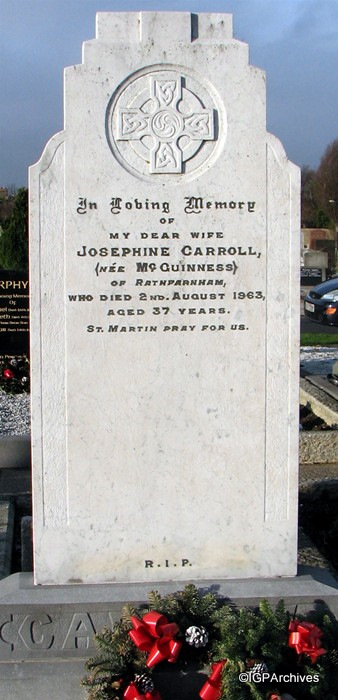 In Loving Memory
OF
MY DEAR WIFE
JOSEPHINE CARROLL,
(NÉE McGUINNESS)
OF RATHFARNHAM,
WHO DIED 2ND. AUGUST 1963,
AGED 37 YEARS.
ST. MARTIN PRAY FOR US.
R.I.P.
©IGPArchives